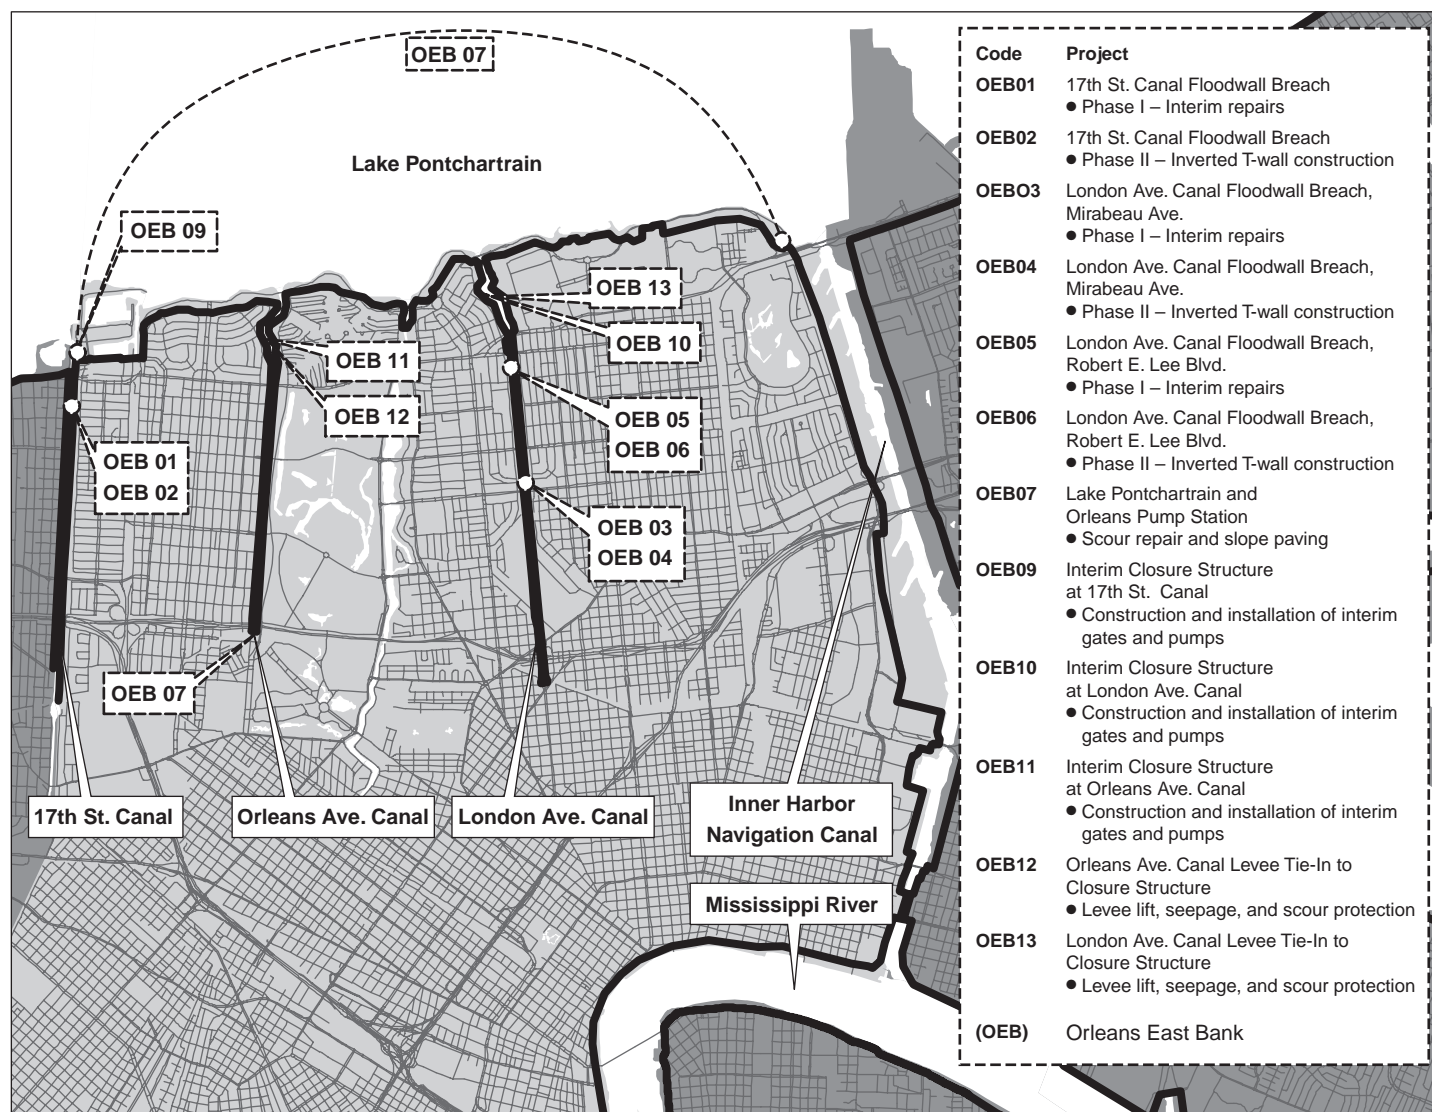 OEB 07
Lake Pontchartrain
OEB 09
OEB 13
OEB 10
OEB 11
OEB 12
OEB 05
OEB 06
OEB 01
OEB 02
OEB 03
OEB 04
OEB 07
17th St. Canal
Orleans Ave. Canal
London Ave. Canal
Inner Harbor
Navigation Canal
Mississippi River
Code Project
OEB01 17th St. Canal Floodwall Breach
● Phase I – Interim repairs
OEB02 17th St. Canal Floodwall Breach
● Phase II – Inverted T-wall construction
OEBO3 London Ave. Canal Floodwall Breach,
Mirabeau Ave.
● Phase I – Interim repairs
OEB04 London Ave. Canal Floodwall Breach,
Mirabeau Ave.
● Phase II – Inverted T-wall construction
OEB05 London Ave. Canal Floodwall Breach,
Robert E. Lee Blvd.
● Phase I – Interim repairs
OEB06 London Ave. Canal Floodwall Breach,
Robert E. Lee Blvd.
● Phase II – Inverted T-wall construction
OEB07 Lake Pontchartrain and
Orleans Pump Station
● Scour repair and slope paving
OEB09 Interim Closure Structure
at 17th St. Canal
● Construction and installation of interim
gates and pumps
OEB10 Interim Closure Structure
at London Ave. Canal
● Construction and installation of interim
gates and pumps
OEB11 Interim Closure Structure
at Orleans Ave. Canal
● Construction and installation of interim
gates and pumps
OEB12 Orleans Ave. Canal Levee Tie-In to
Closure Structure
● Levee lift, seepage, and scour protection
OEB13 London Ave. Canal Levee Tie-In to
Closure Structure
● Levee lift, seepage, and scour protection
(OEB) Orleans East Bank